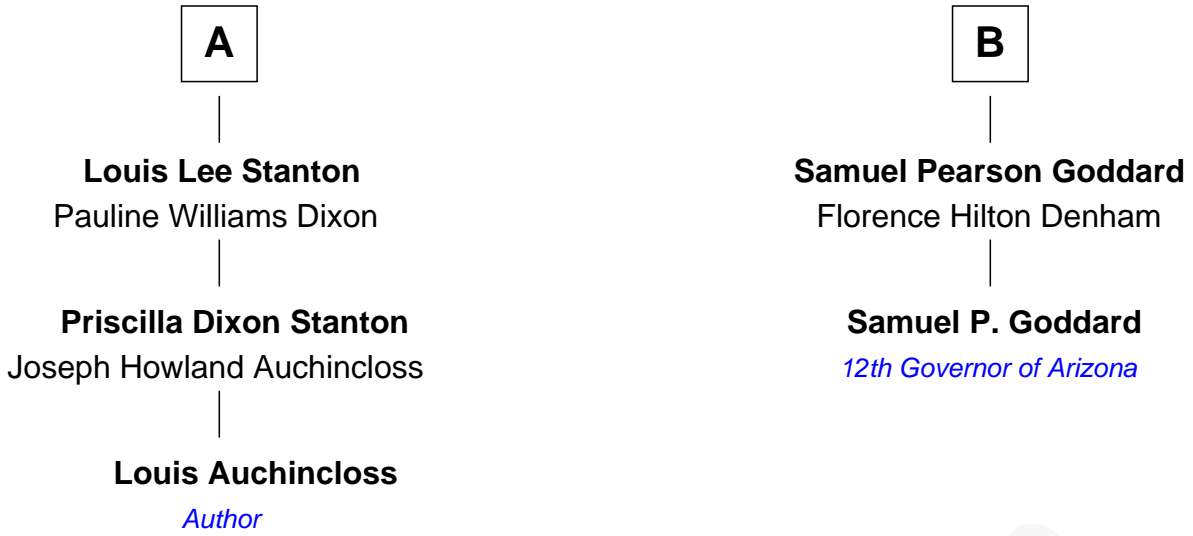 A
B
Louis Lee Stanton
Pauline Williams Dixon
Samuel Pearson Goddard
Florence Hilton Denham
Priscilla Dixon Stanton
Joseph Howland Auchincloss
Samuel P. Goddard
12th Governor of Arizona
Louis Auchincloss
Author